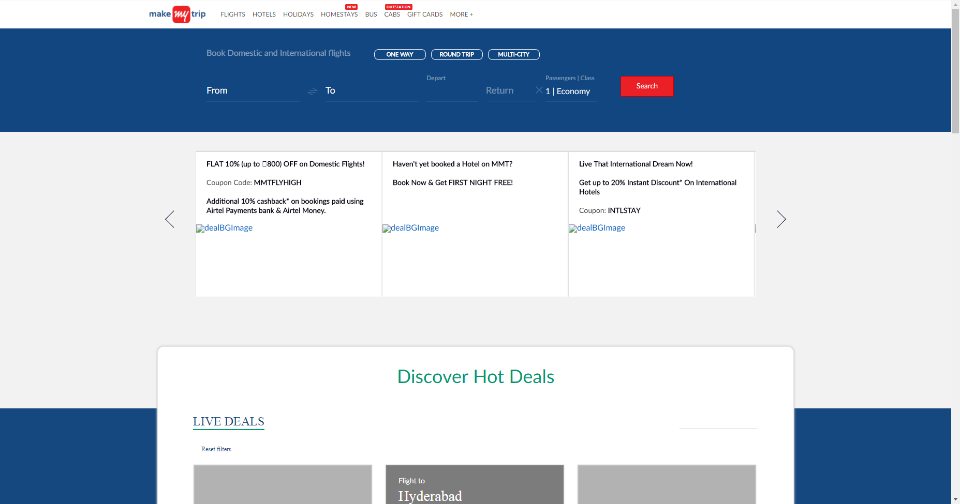 make my trip
FLIGHTS HOTELS HOLIDAYS HOMESTAYS BUS CABS GIFT CARDS MORE +
NEW
Book Domestic and International flights
ONE WAY ROUND TRIP MULTI-CITY
Depart Passengers | Class
From To Return 1 | Economy
Search
FLAT 10% (up to 800) OFF on Domestic Flights!
Coupon Code: MMTFLYHIGH
Additional 10% cashback* on bookings paid using
Airtel Payments bank & Airtel Money.
dealBGImage
Haven't yet booked a Hotel on MMT?
Book Now & Get FIRST NIGHT FREE!
dealBGImage
Live That International Dream Now!
Get up to 20% Instant Discount* On International
Hotels
Coupon: INTLSTAY
dealBGImage
Discover Hot Deals
LIVE DEALS
Reset filters
Flight to
Hyderabad